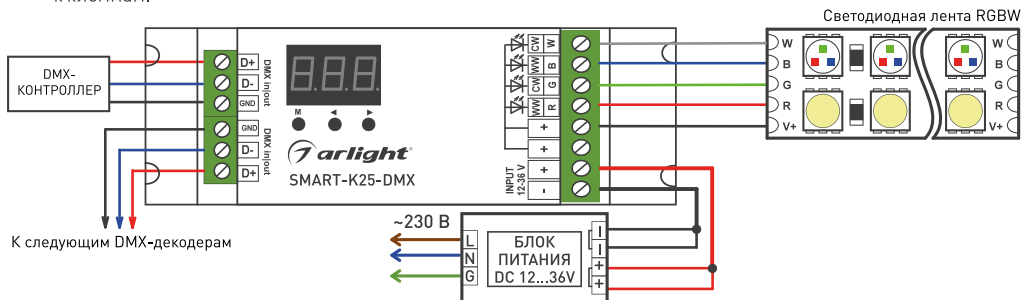 к клеммам.
Светодиодная лента RGBW
DMX-
КОНТРОЛЛЕР
D+
D-
GND
DMX in|out
GND
D-
D+
DMX in|out
M
◄
►
arlight
SMART-K25-DMX
CW W
WW B
CW G
WW R
+
+
+
-
INPUT
12-36 V
W
B
G
R
V+
W
B
G
R
V+
К следующим DMX-декодерам
~230 В
L
N
G
БЛОК
ПИТАНИЯ
DC 12...36V
-
-
+
+